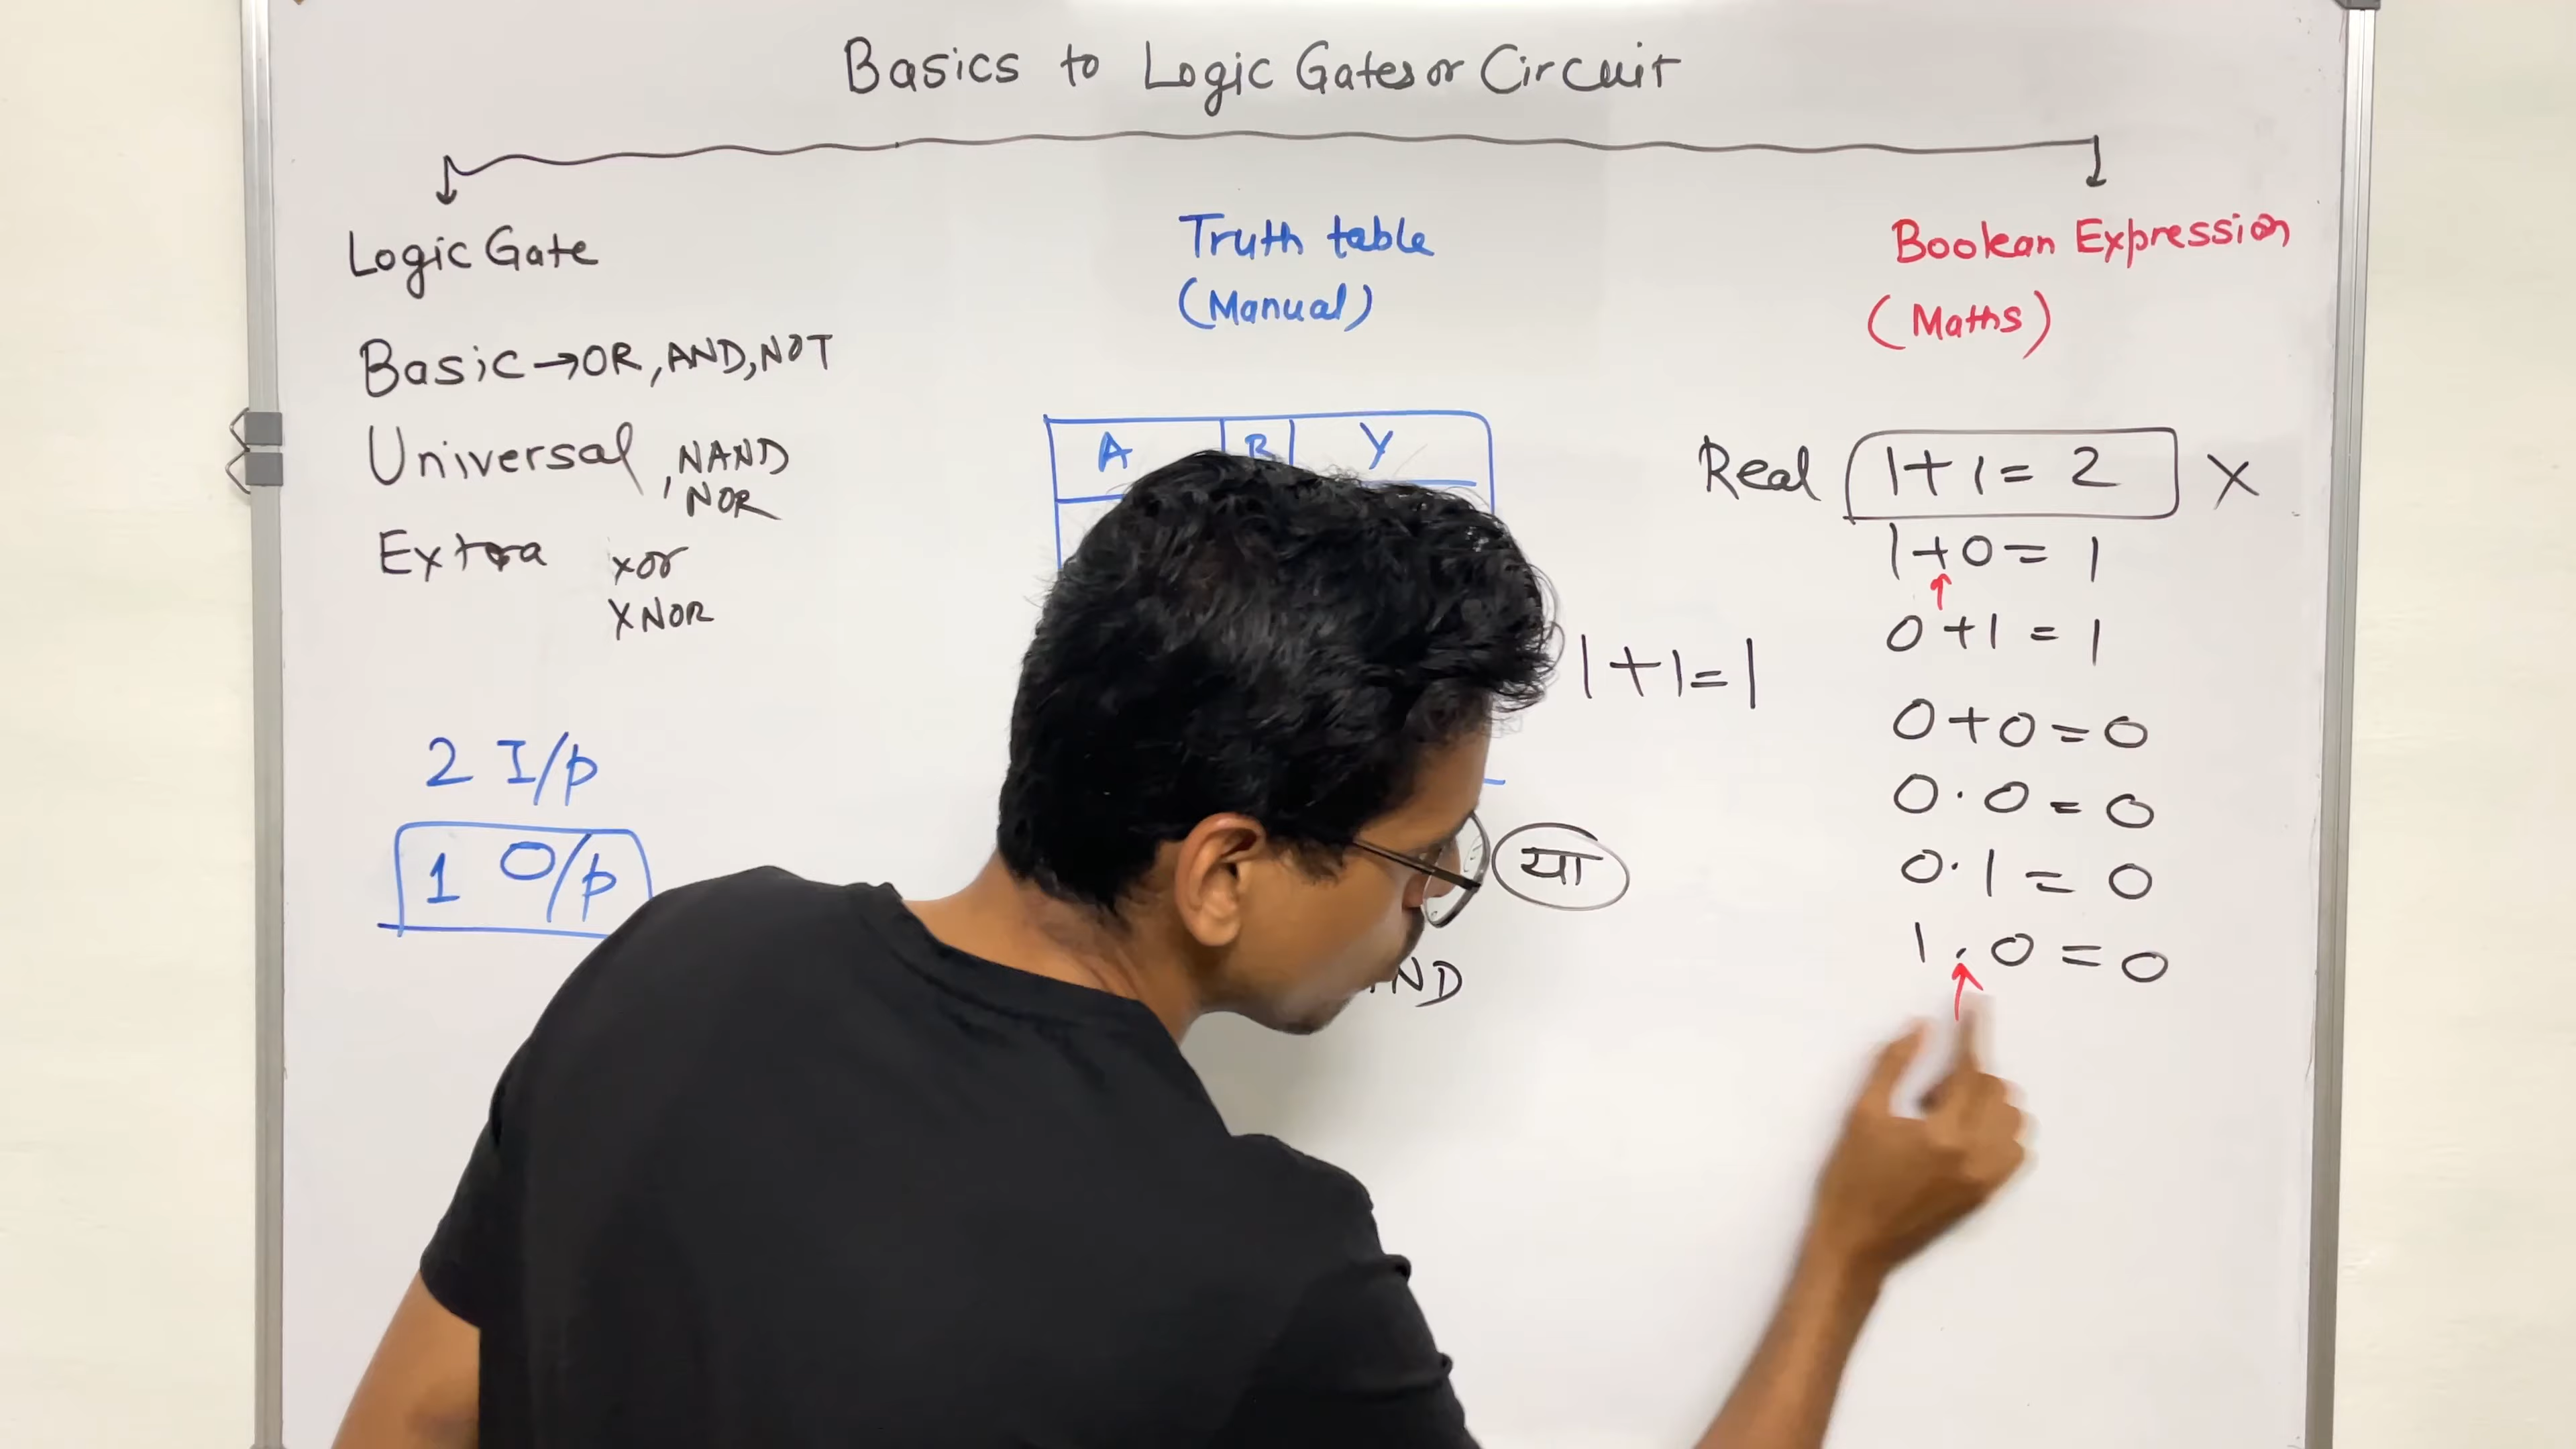 Basics to Logic Gates or Circuit
Logic Gate
Basic → OR, AND, NOT
Universal, NAND
, NOR
Extra xor
XNOR
2 I/p
1 O/p
Truth table
(Manual)
A B Y
1+1=1
या
Boolean Expression
(Maths)
Real 1+1=2 X
1+0=1
0+1=1
0+0=0
0·0=0
0·1=0
1·0=0